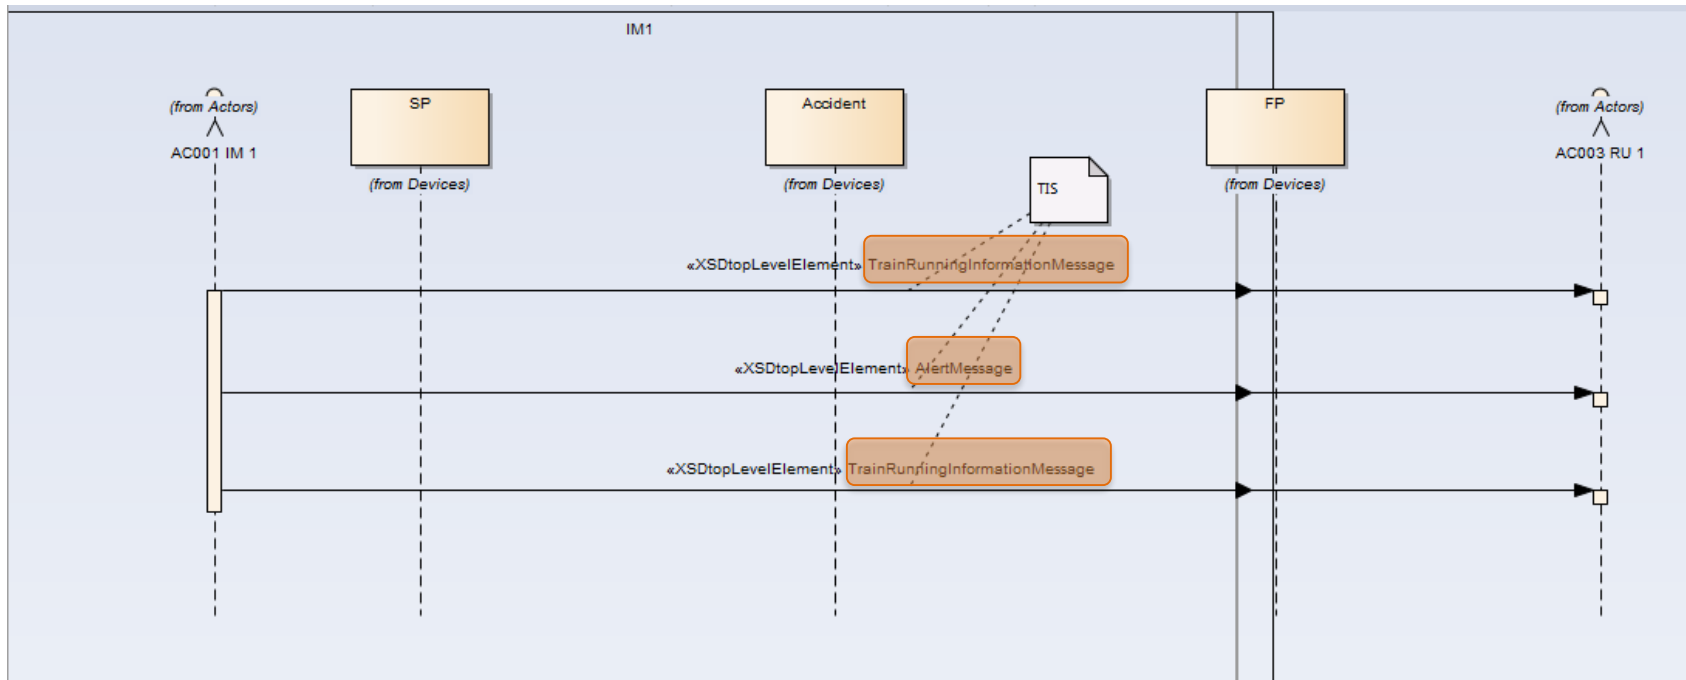 IM1
(from Actors)
AC001 IM 1
SP
(from Devices)
Accident
(from Devices)
FP
(from Devices)
(from Actors)
AC003 RU 1
TIS
«XSDtopLevelElement» TrainRunningInformationMessage
«XSDtopLevelElement» AlertMessage
«XSDtopLevelElement» TrainRunningInformationMessage